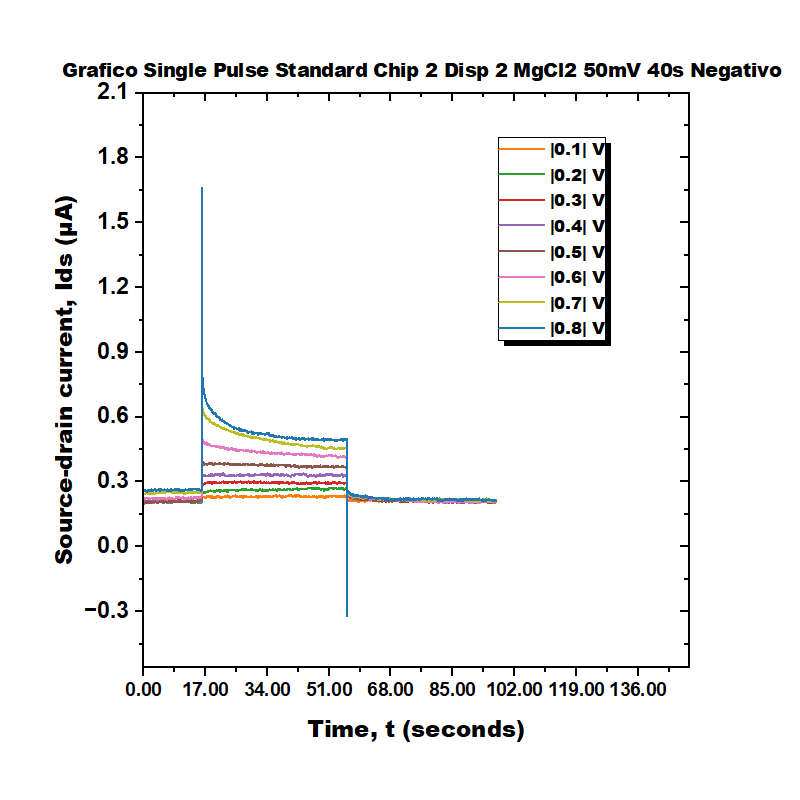 Grafico Single Pulse Standard Chip 2 Disp 2 MgCl2 50mV 40s Negativo
2.1
1.8
1.5
1.2
0.9
0.6
0.3
0.0
−0.3
Source-drain current, Ids (µA)
|0.1| V
|0.2| V
|0.3| V
|0.4| V
|0.5| V
|0.6| V
|0.7| V
|0.8| V
0.00 17.00 34.00 51.00 68.00 85.00 102.00 119.00 136.00
Time, t (seconds)